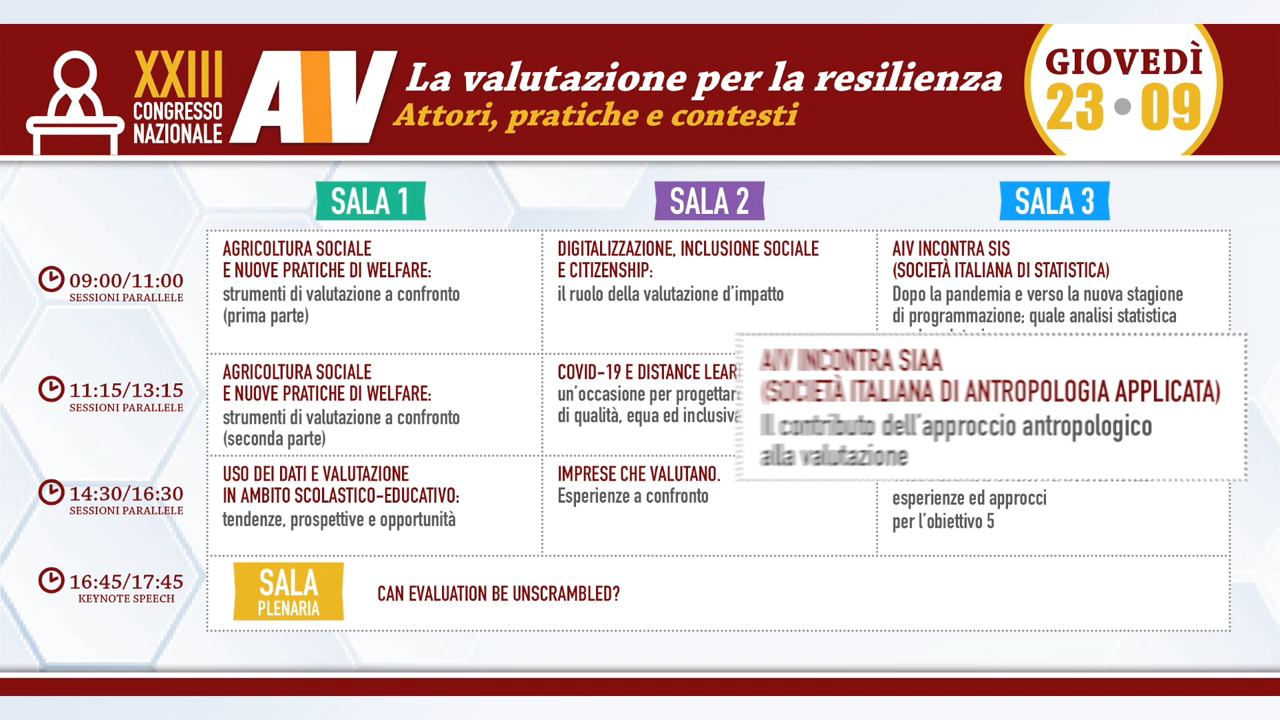 XXIII
CONGRESSO
NAZIONALE
AIV
La valutazione per la resilienza
Attori, pratiche e contesti
GIOVEDÌ
23 • 09
SALA 1
SALA 2
SALA 3
09:00/11:00
SESSIONI PARALLELE
AGRICOLTURA SOCIALE
E NUOVE PRATICHE DI WELFARE:
strumenti di valutazione a confronto
(prima parte)
DIGITALIZZAZIONE, INCLUSIONE SOCIALE
E CITIZENSHIP:
il ruolo della valutazione d'impatto
AIV INCONTRA SIS
(SOCIETÀ ITALIANA DI STATISTICA)
Dopo la pandemia e verso la nuova stagione
di programmazione; quale analisi statistica
11:15/13:15
SESSIONI PARALLELE
AGRICOLTURA SOCIALE
E NUOVE PRATICHE DI WELFARE:
strumenti di valutazione a confronto
(seconda parte)
COVID-19 E DISTANCE LEAR
un'occasione per progettar
di qualità, equa ed inclusiva
AIV INCONTRA SIAA
(SOCIETÀ ITALIANA DI ANTROPOLOGIA APPLICATA)
Il contributo dell'approccio antropologico
alla valutazione
14:30/16:30
SESSIONI PARALLELE
USO DEI DATI E VALUTAZIONE
IN AMBITO SCOLASTICO-EDUCATIVO:
tendenze, prospettive e opportunità
IMPRESE CHE VALUTANO.
Esperienze a confronto
esperienze ed approcci
per l'obiettivo 5
16:45/17:45
KEYNOTE SPEECH
SALA
PLENARIA
CAN EVALUATION BE UNSCRAMBLED?